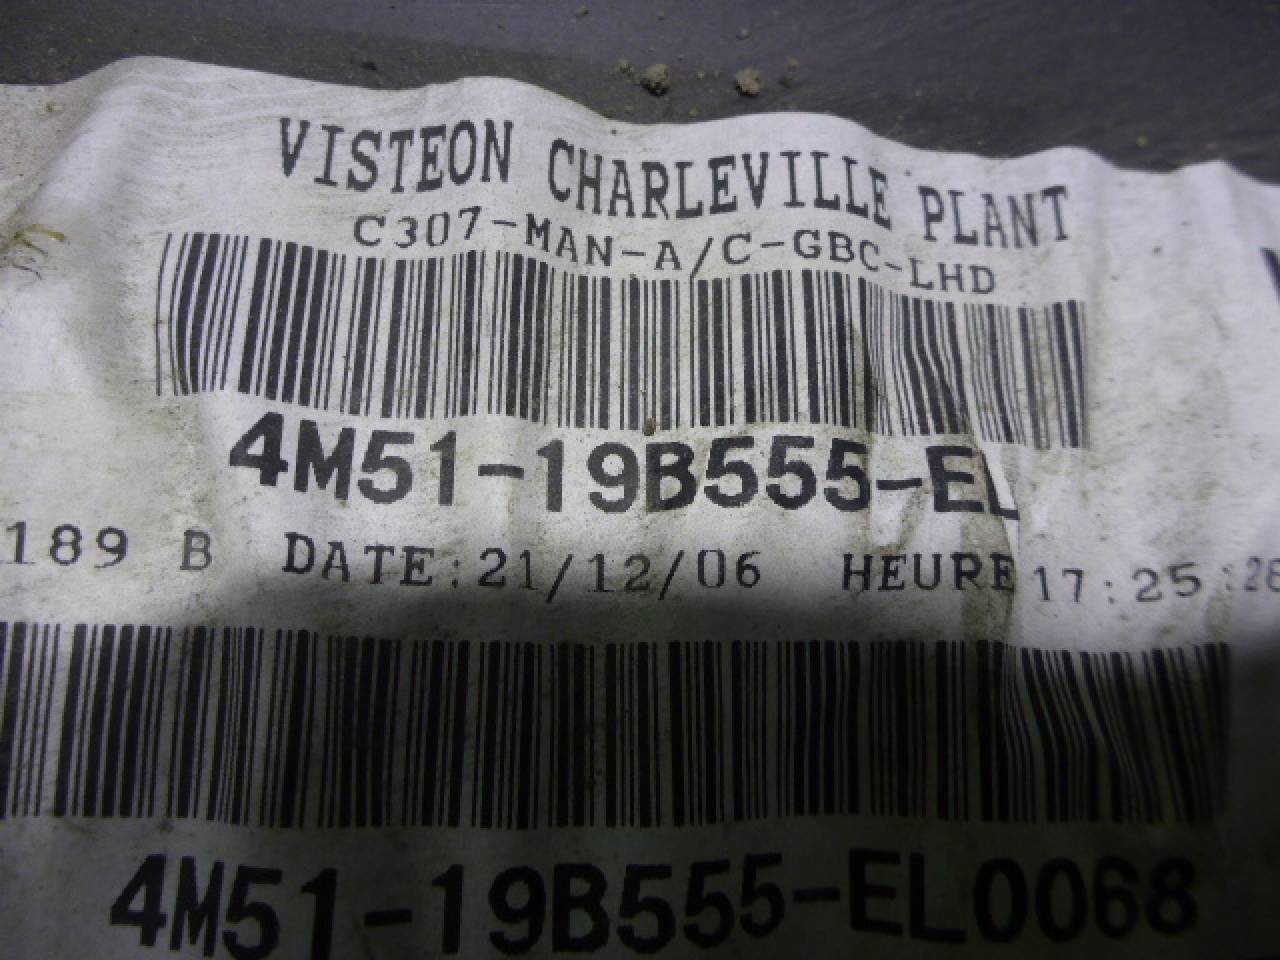 VISTEON CHARLEVILLE PLANT
C307-MAN-A/C-GBC-LHD
4M51-19B555-EL
189 B DATE:21/12/06 HEURE 17:25:28
4M51-19B555-EL0068